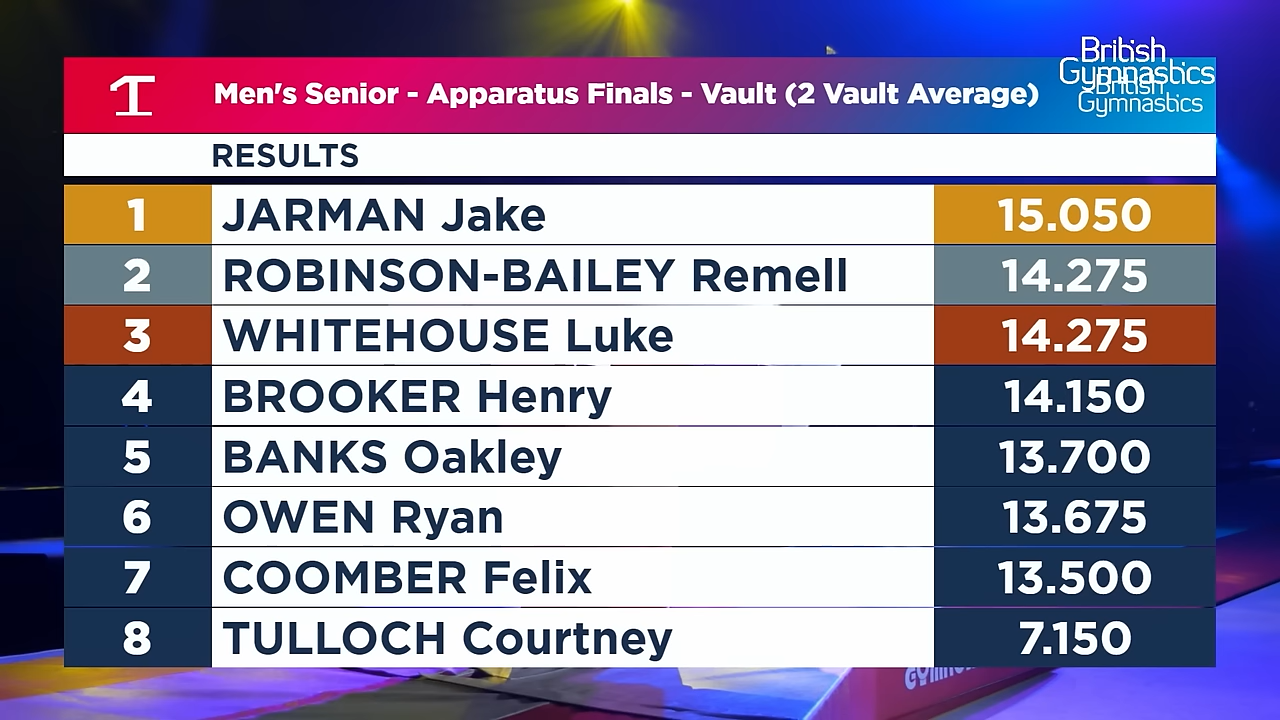 British
Gymnastics
British
Gymnastics
Men's Senior - Apparatus Finals - Vault (2 Vault Average)
RESULTS
1 JARMAN Jake 15.050
2 ROBINSON-BAILEY Remell 14.275
3 WHITEHOUSE Luke 14.275
4 BROOKER Henry 14.150
5 BANKS Oakley 13.700
6 OWEN Ryan 13.675
7 COOMBER Felix 13.500
8 TULLOCH Courtney 7.150